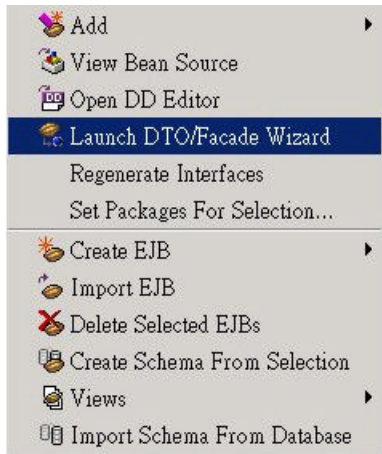 Add
View Bean Source
Open DD Editor
Launch DTO/Facade Wizard
Regenerate Interfaces
Set Packages For Selection...
Create EJB
Import EJB
Delete Selected EJBs
Create Schema From Selection
Views
Import Schema From Database